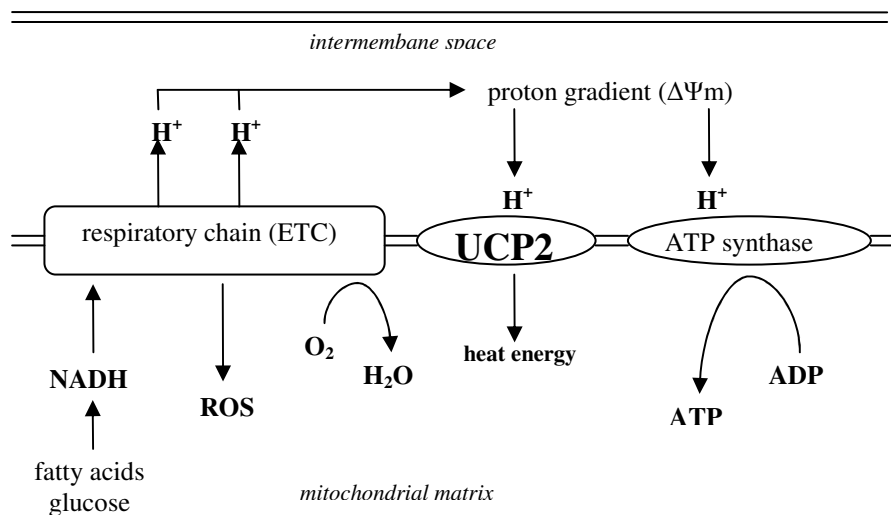 intermembane space
proton gradient (ΔΨm)
H⁺ H⁺
H⁺ H⁺
respiratory chain (ETC)
UCP2
ATP synthase
O₂
H₂O
heat energy
NADH
ROS
ADP
ATP
fatty acids
glucose
mitochondrial matrix